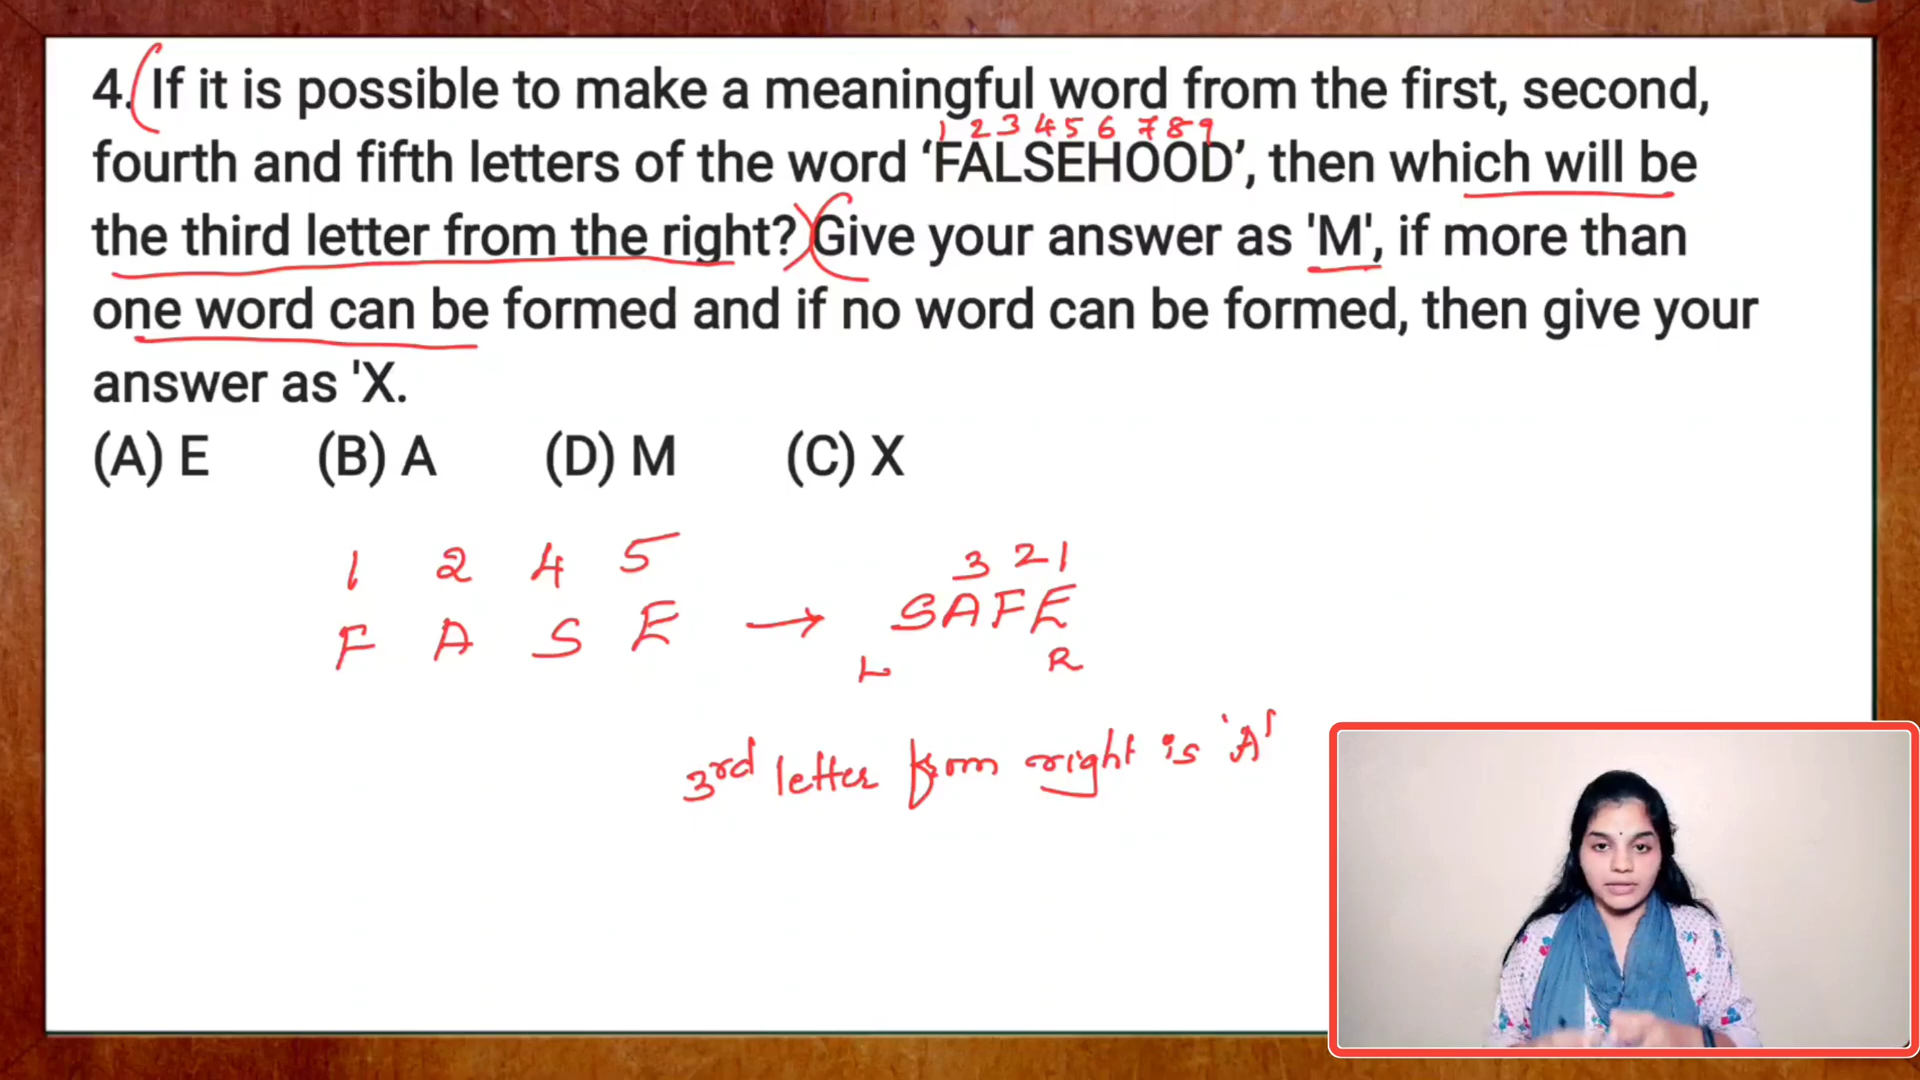 4. If it is possible to make a meaningful word from the first, second,
1 2 3 4 5 6 7 8 9
fourth and fifth letters of the word ‘FALSEHOOD’, then which will be
the third letter from the right? Give your answer as 'M', if more than
one word can be formed and if no word can be formed, then give your
answer as 'X.
(A) E (B) A (D) M (C) X
1 2 4 5 3 2 1
F A S E → SAFE
L R
3rd letter from right is 'A'